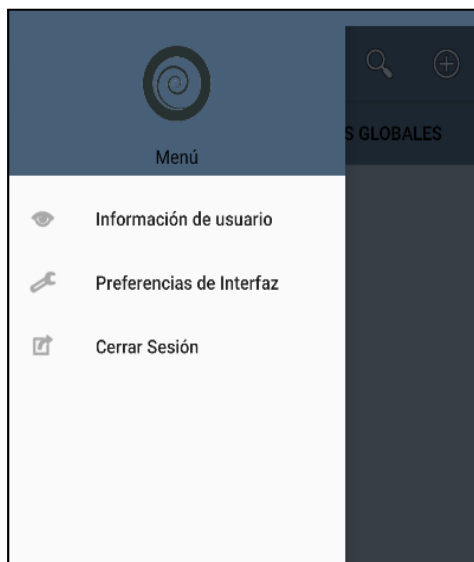 Menú
S GLOBALES
Información de usuario
Preferencias de Interfaz
Cerrar Sesión